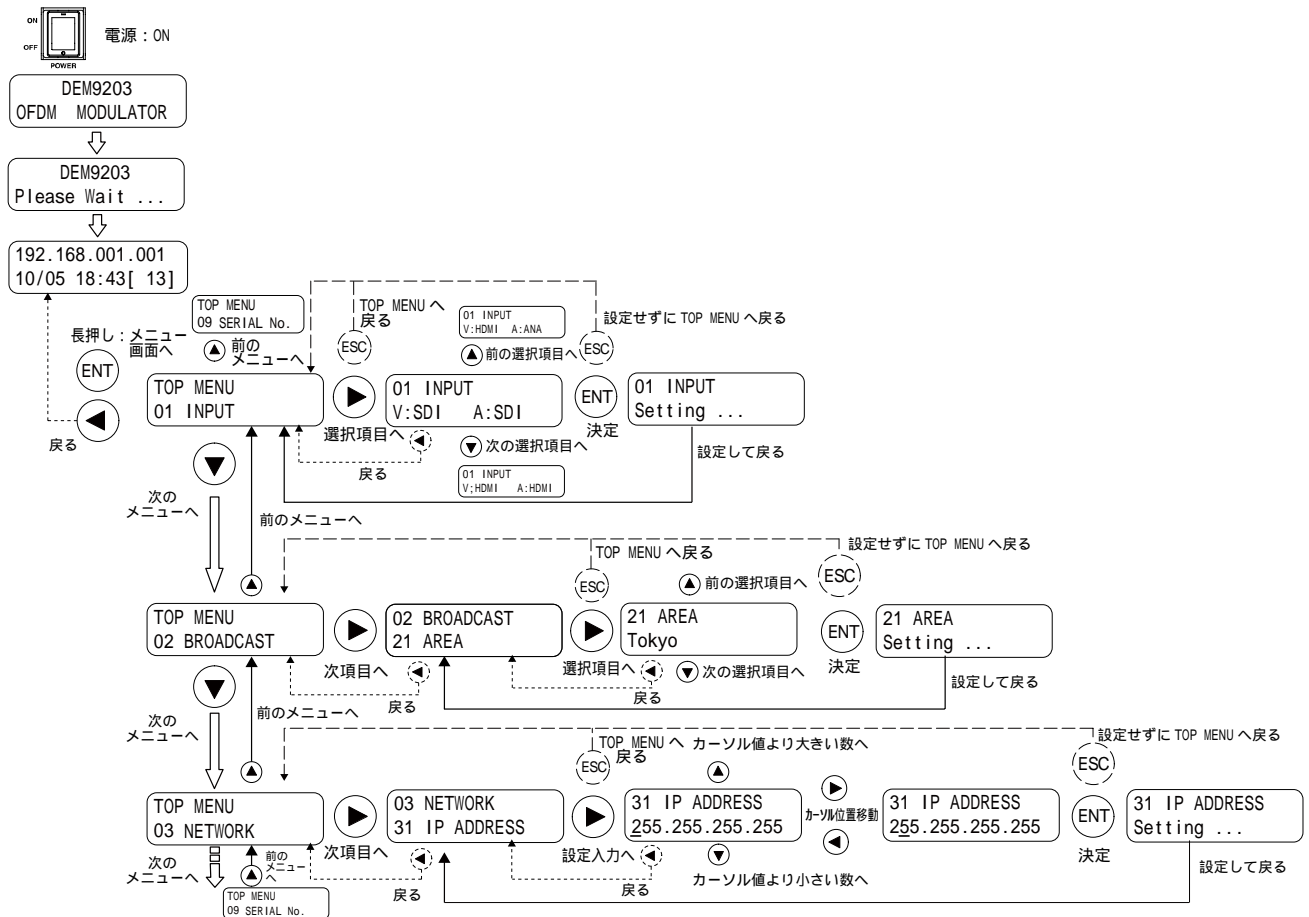 ON
OFF
POWER
電源：ON
DEM9203
OFDM MODULATOR
DEM9203
Please Wait ...
192.168.001.001
10/05 18:43[ 13]
長押し：メニュー
画面へ
ENT
戻る
TOP MENU
09 SERIAL No.
前の
メニューへ
TOP MENU へ
戻る
ESC
01 INPUT
V:HDMI A:ANA
前の選択項目へ
ESC
設定せずに TOP MENU へ戻る
TOP MENU
01 INPUT
選択項目へ
01 INPUT
V:SDI A:SDI
ENT
決定
01 INPUT
Setting ...
戻る
次の選択項目へ
01 INPUT
V;HDMI A:HDMI
設定して戻る
次の
メニューへ
前のメニューへ
TOP MENU へ戻る
ESC
前の選択項目へ
設定せずに TOP MENU へ戻る
ESC
TOP MENU
02 BROADCAST
次項目へ
戻る
02 BROADCAST
21 AREA
選択項目へ
戻る
21 AREA
Tokyo
次の選択項目へ
ENT
決定
21 AREA
Setting ...
設定して戻る
次の
メニューへ
前のメニューへ
TOP MENU へ
戻る
ESC
カーソル値より大きい数へ
設定せずに TOP MENU へ戻る
ESC
TOP MENU
03 NETWORK
次項目へ
戻る
03 NETWORK
31 IP ADDRESS
設定入力へ
戻る
31 IP ADDRESS
255.255.255.255
カーソル値より小さい数へ
カーソル位置移動
31 IP ADDRESS
255.255.255.255
ENT
決定
31 IP ADDRESS
Setting ...
設定して戻る
次の
メニューへ
前の
メニュー
へ
TOP MENU
09 SERIAL No.